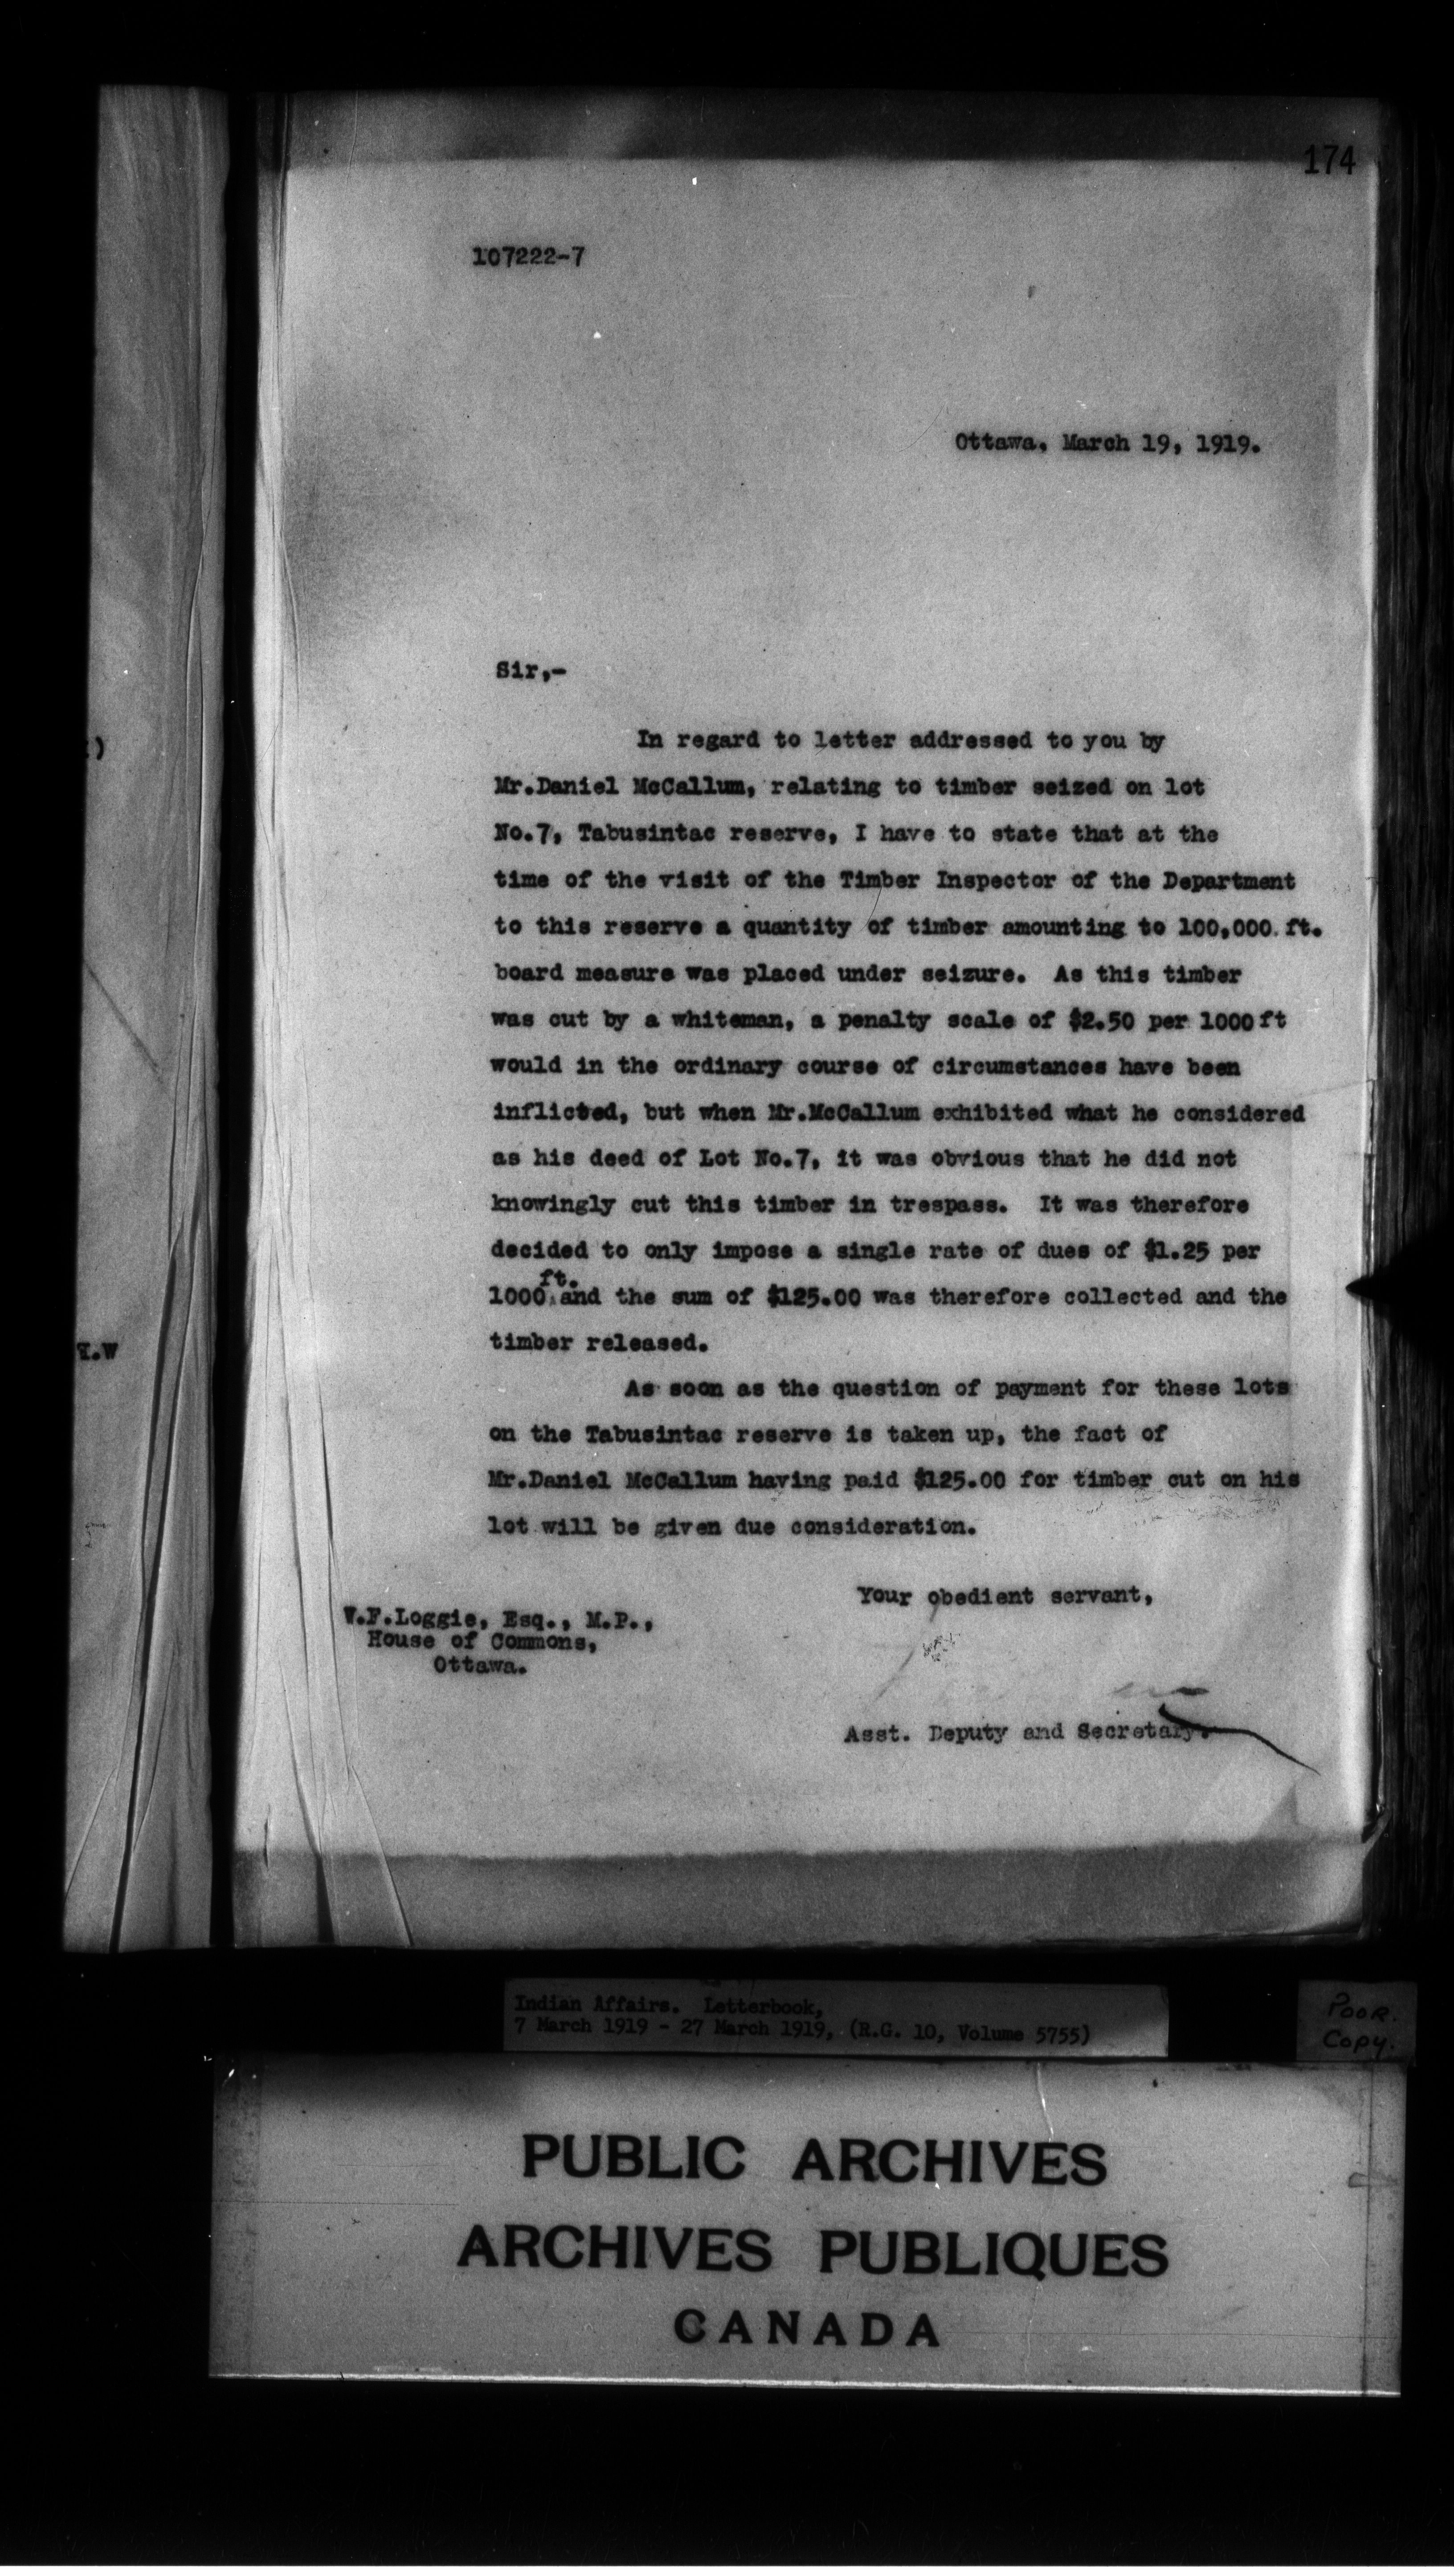 174
107222-7
Ottawa, March 19, 1919.
Sir,-
In regard to letter addressed to you by
Mr.Daniel McCallum, relating to timber seized on lot
No.7, Tabusintac reserve, I have to state that at the
time of the visit of the Timber Inspector of the Department
to this reserve a quantity of timber amounting to 100,000 ft.
board measure was placed under seizure. As this timber
was cut by a whiteman, a penalty scale of $2.50 per 1000 ft
would in the ordinary course of circumstances have been
inflicted, but when Mr.McCallum exhibited what he considered
as his deed of Lot No.7, it was obvious that he did not
knowingly cut this timber in trespass. It was therefore
decided to only impose a single rate of dues of $1.25 per
1000 ft. and the sum of $125.00 was therefore collected and the
timber released.
As soon as the question of payment for these lots
on the Tabusintac reserve is taken up, the fact of
Mr.Daniel McCallum having paid $125.00 for timber cut on his
lot will be given due consideration.
Your obedient servant,
W.F.Loggie, Esq., M.P.,
House of Commons,
Ottawa.
Asst. Deputy and Secretary.
Indian Affairs. Letterbook,
7 March 1919 - 27 March 1919, (R.G. 10, Volume 5755)
POOR
Copy.
PUBLIC ARCHIVES
ARCHIVES PUBLIQUES
CANADA